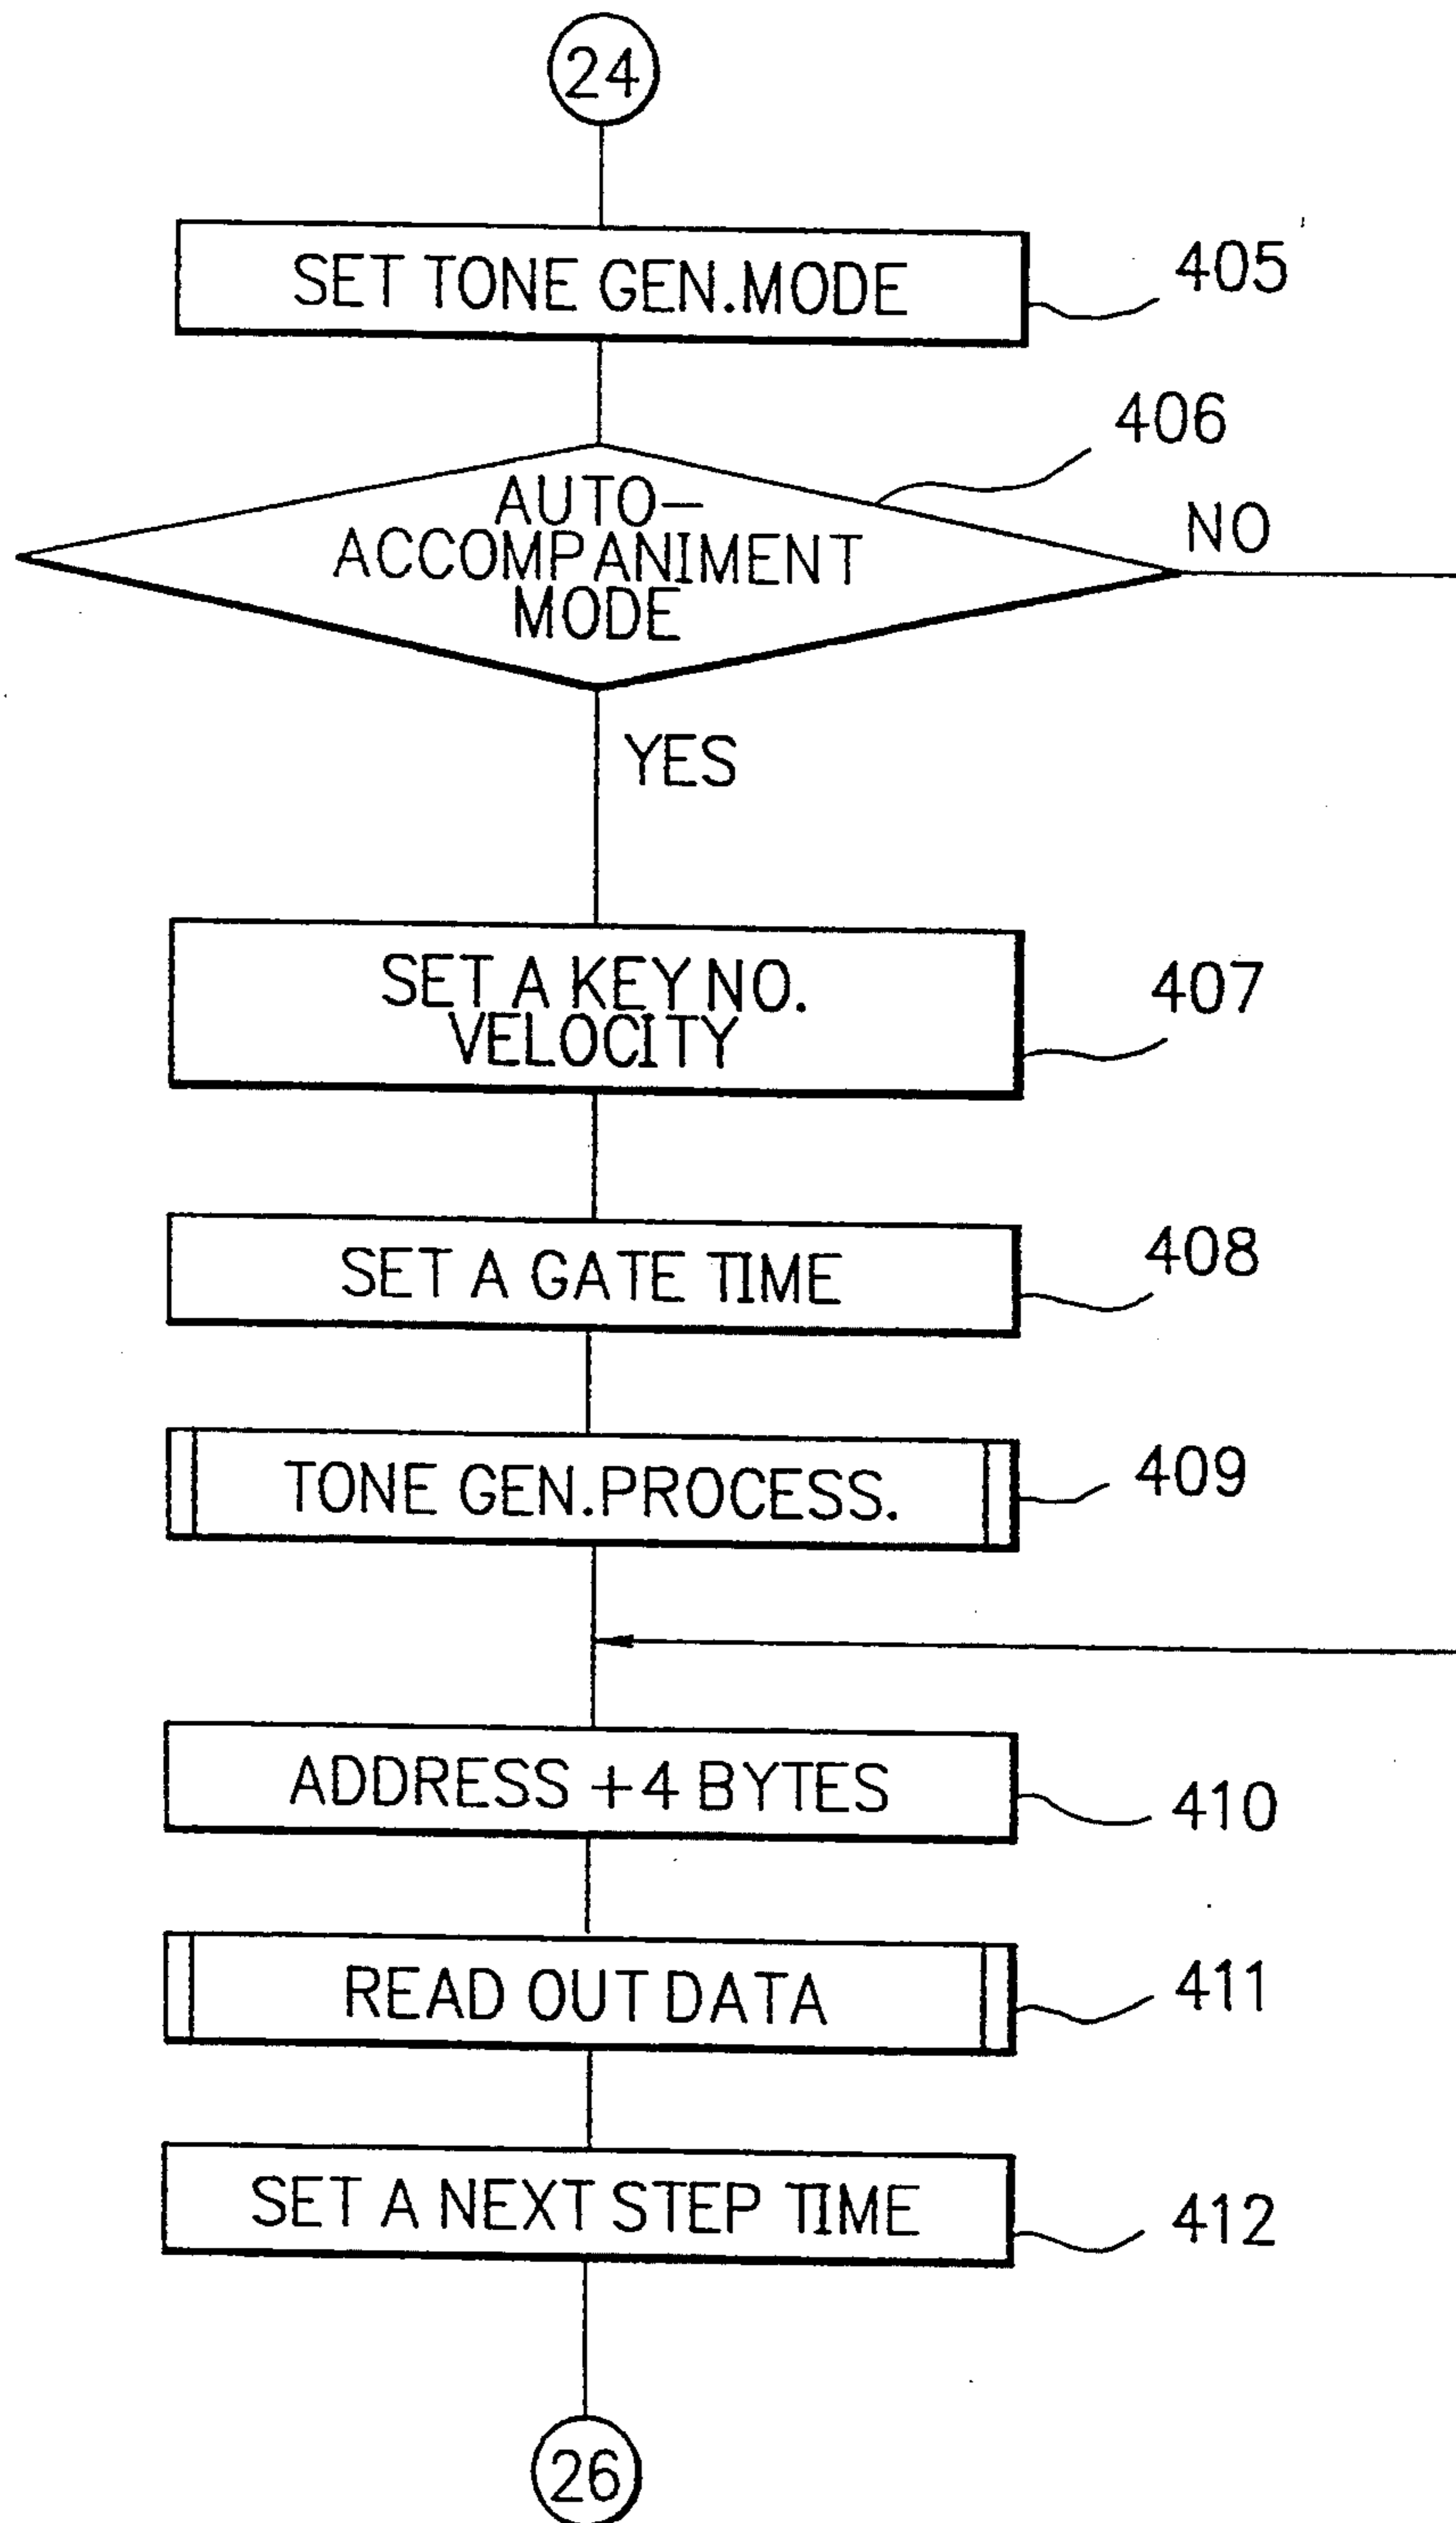 24
SET TONE GEN.MODE
405
406
AUTO-
ACCOMPANIMENT
MODE
NO
YES
SET A KEY NO.
VELOCITY
407
SET A GATE TIME
408
TONE GEN.PROCESS.
409
ADDRESS +4 BYTES
410
READ OUT DATA
411
SET A NEXT STEP TIME
412
26